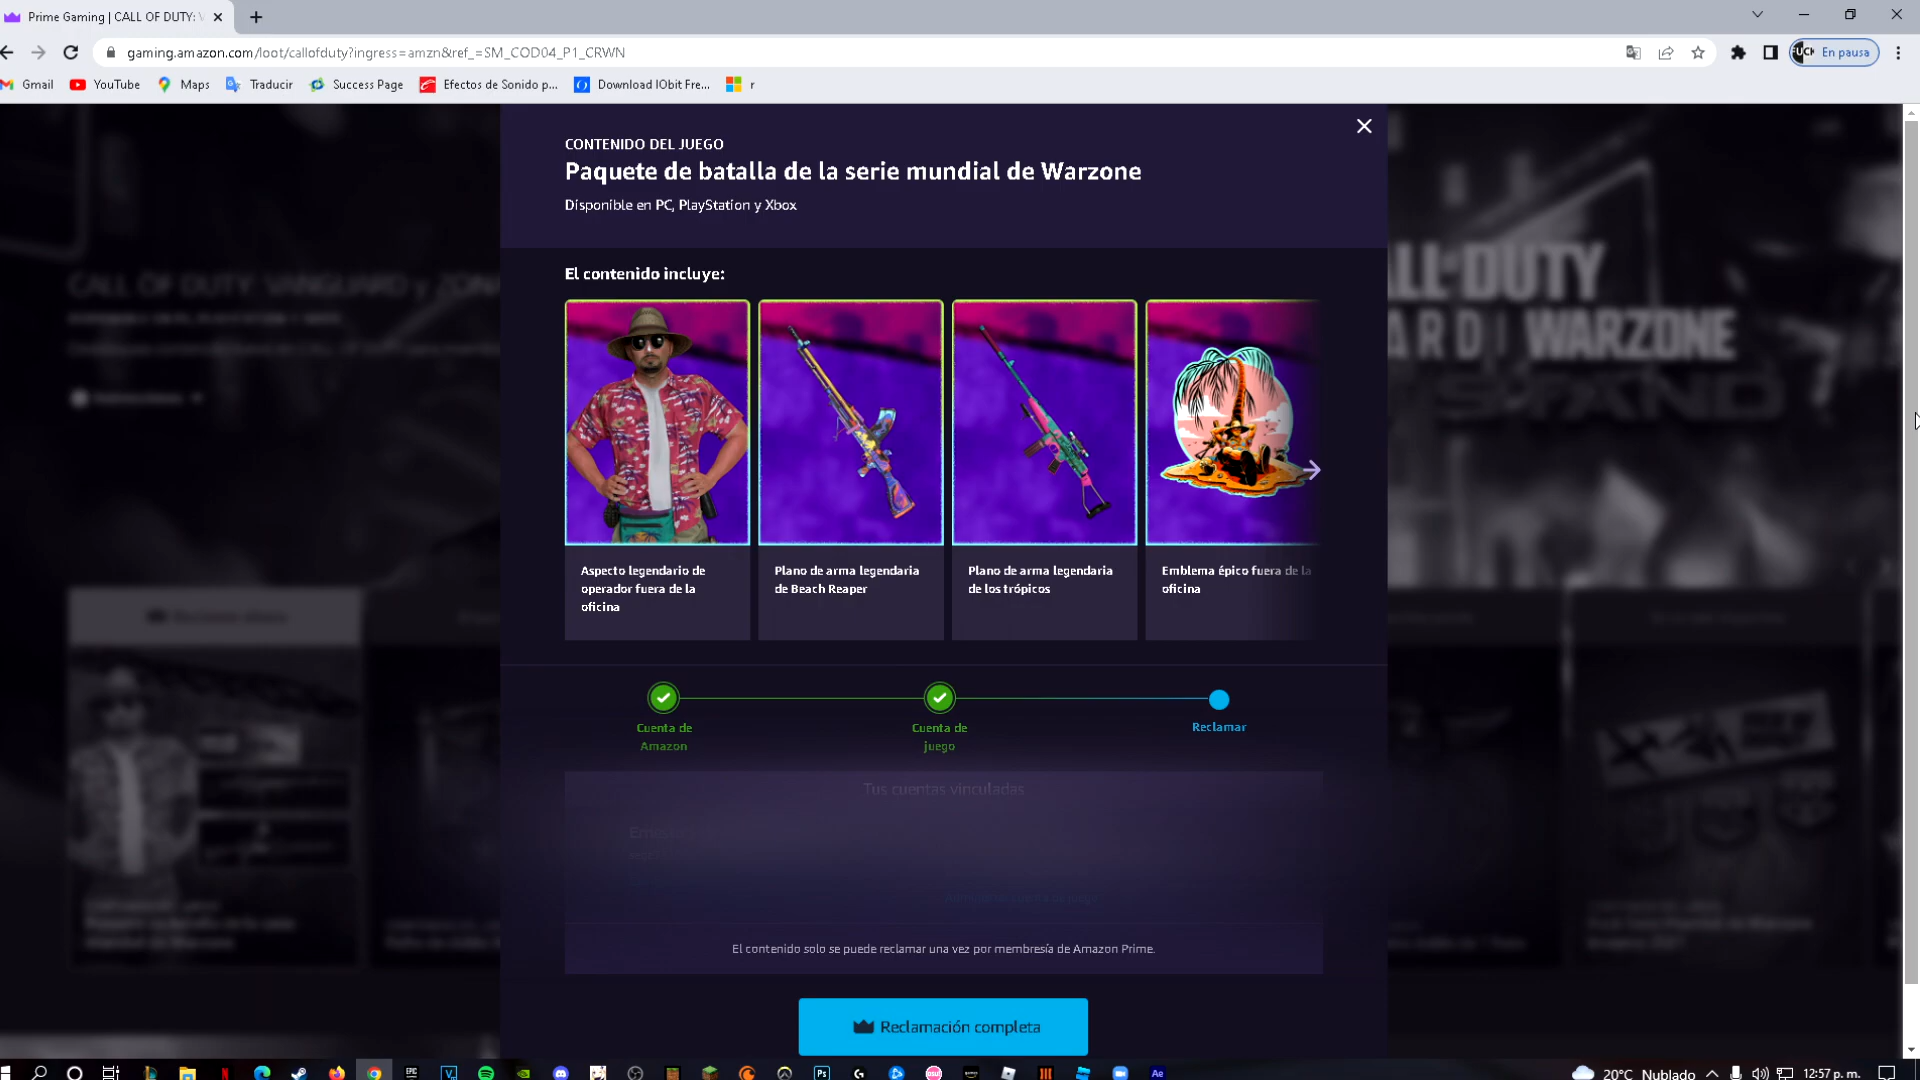 Prime Gaming | CALL OF DUTY: V
gaming.amazon.com/loot/callofduty?ingress=amzn&ref_=SM_COD04_P1_CRWN
En pausa
Gmail
YouTube
Maps
Traducir
Success Page
Efectos de Sonido p...
Download IObit Fre...
r
CONTENIDO DEL JUEGO
Paquete de batalla de la serie mundial de Warzone
Disponible en PC, PlayStation y Xbox
CALL OF DUTY: VANGUARD y
WARZONE
El contenido incluye:
Aspecto legendario de
operador fuera de la
oficina
Plano de arma legendaria
de Beach Reaper
Plano de arma legendaria
de los trópicos
Emblema épico fuera de la
oficina
Cuenta de
Amazon
Cuenta de
juego
Reclamar
Tus cuentas vinculadas
El contenido solo se puede reclamar una vez por membresía de Amazon Prime.
Reclamación completa
20°C Nublado
12:57 p. m.